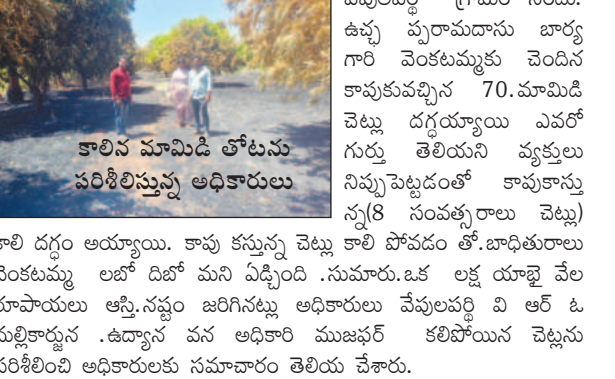 కాలిన మామిడి తోటను
పరిశీలిస్తున్న అధికారులు
వేపులపర్థి గ్రామం
ఉచ్ఛ ప్పరామదాసు బార్య
గారి వెంకటమ్మకు చెందిన
కాపుకువచ్చిన 70.మామిడి
చెట్లు దగ్ధయ్యాయి ఎవరో
గుర్తు తెలియని వ్యక్తులు
నిప్పుపెట్టడంతో కాపుకాస్తు
న్న(8 సంవత్సరాలు చెట్లు)
కాలి దగ్ధం అయ్యాయి. కాపు కస్తున్న చెట్లు కాలి పోవడం తో.బాధితురాలు
వెంకటమ్మ లబో దిబో మని ఏడ్చింది .సుమారు.ఒక లక్ష యాభై వేల
రూపాయలు ఆస్తి.నష్టం జరిగినట్లు అధికారులు వేపులపర్థి వి ఆర్ ఓ
మల్లికార్జున .ఉద్యాన వన అధికారి ముజఫర్ కలిపోయిన చెట్లను
పరిశీలించి అధికారులకు సమాచారం తెలియ చేశారు.